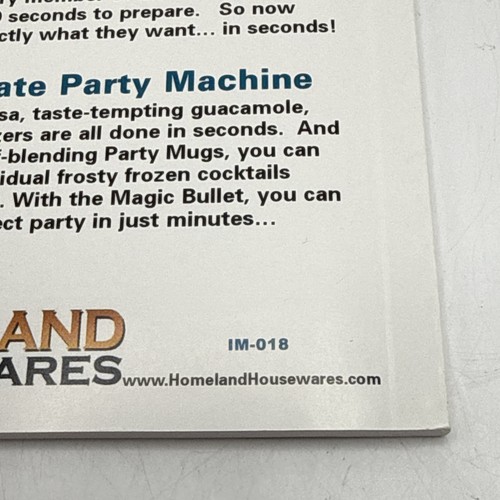 seconds to prepare. So now
ctly what they want... in seconds!
ate Party Machine
sa, taste-tempting guacamole,
zers are all done in seconds. And
-blending Party Mugs, you can
idual frosty frozen cocktails
. With the Magic Bullet, you can
ect party in just minutes...
AND
IM-018
ARES www.HomelandHousewares.com